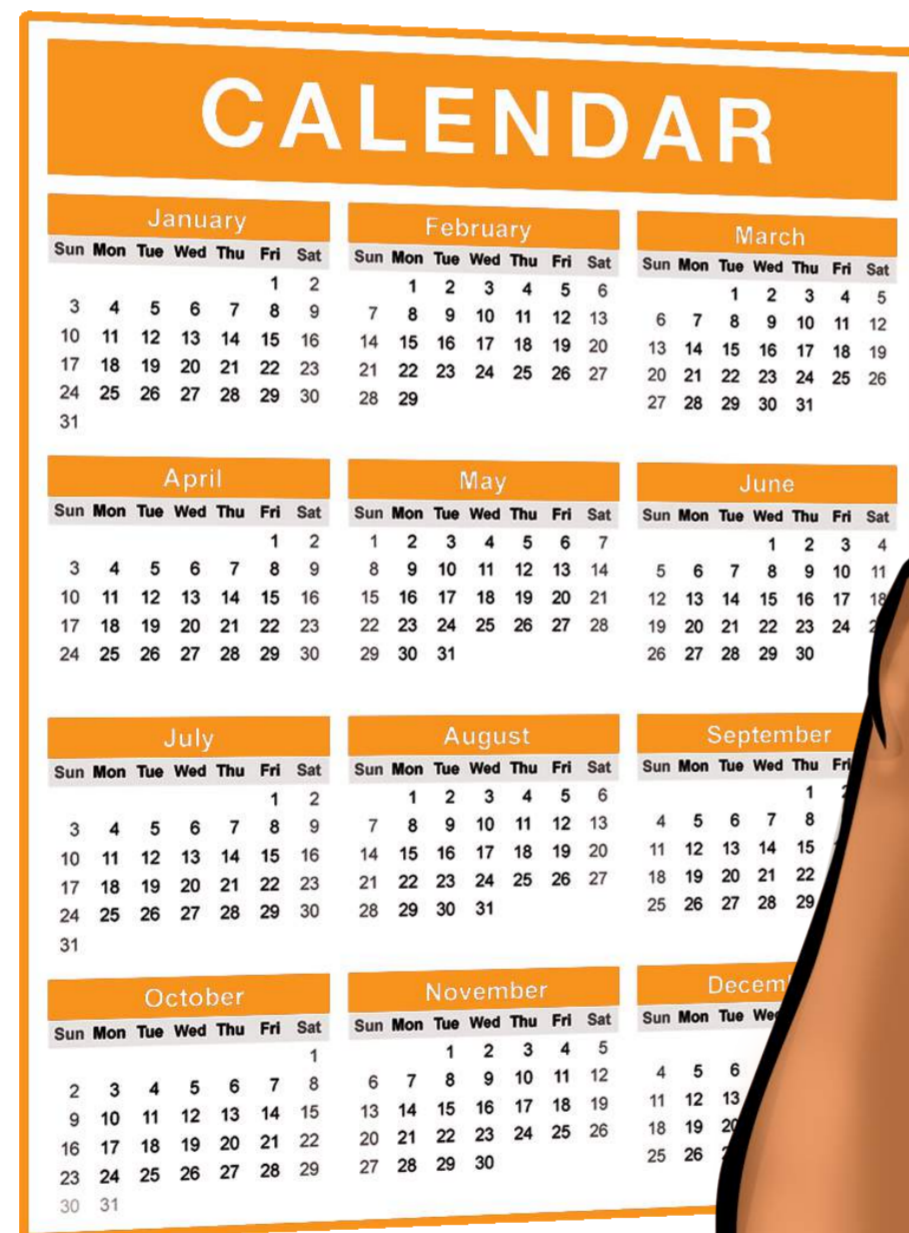 CALENDAR
January
Sun Mon Tue Wed Thu Fri Sat
1 2
3 4 5 6 7 8 9
10 11 12 13 14 15 16
17 18 19 20 21 22 23
24 25 26 27 28 29 30
31
February
Sun Mon Tue Wed Thu Fri Sat
1 2 3 4 5 6
7 8 9 10 11 12 13
14 15 16 17 18 19 20
21 22 23 24 25 26 27
28 29
March
Sun Mon Tue Wed Thu Fri Sat
1 2 3 4 5
6 7 8 9 10 11 12
13 14 15 16 17 18 19
20 21 22 23 24 25 26
27 28 29 30 31
April
Sun Mon Tue Wed Thu Fri Sat
1 2
3 4 5 6 7 8 9
10 11 12 13 14 15 16
17 18 19 20 21 22 23
24 25 26 27 28 29 30
May
Sun Mon Tue Wed Thu Fri Sat
1 2 3 4 5 6 7
8 9 10 11 12 13 14
15 16 17 18 19 20 21
22 23 24 25 26 27 28
29 30 31
June
Sun Mon Tue Wed Thu Fri Sat
1 2 3 4
5 6 7 8 9 10 11
12 13 14 15 16 17 18
19 20 21 22 23 24
26 27 28 29 30
July
Sun Mon Tue Wed Thu Fri Sat
1 2
3 4 5 6 7 8 9
10 11 12 13 14 15 16
17 18 19 20 21 22 23
24 25 26 27 28 29 30
31
August
Sun Mon Tue Wed Thu Fri Sat
1 2 3 4 5 6
7 8 9 10 11 12 13
14 15 16 17 18 19 20
21 22 23 24 25 26 27
28 29 30 31
September
Sun Mon Tue Wed Thu Fri
1
4 5 6 7 8
11 12 13 14 15
18 19 20 21 22
25 26 27 28 29
October
Sun Mon Tue Wed Thu Fri Sat
1
2 3 4 5 6 7 8
9 10 11 12 13 14 15
16 17 18 19 20 21 22
23 24 25 26 27 28 29
30 31
November
Sun Mon Tue Wed Thu Fri Sat
1 2 3 4 5
6 7 8 9 10 11 12
13 14 15 16 17 18 19
20 21 22 23 24 25 26
27 28 29 30
Decem
Sun Mon Tue We
4 5 6
11 12 13
18 19 20
25 26